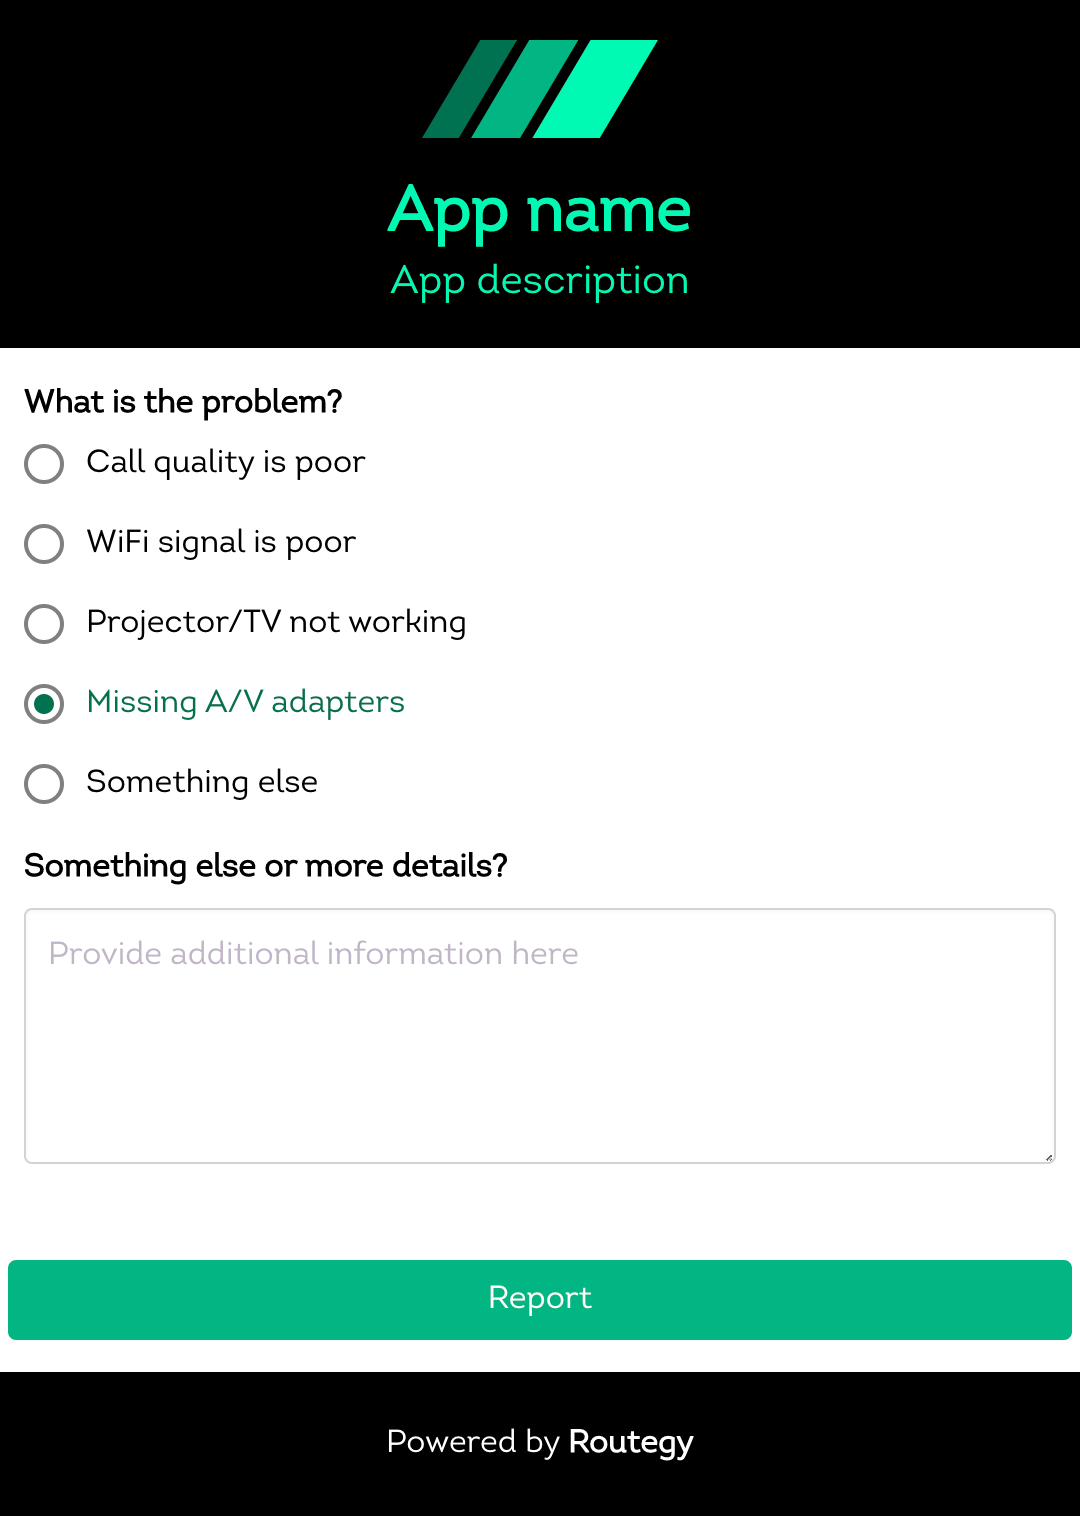 App name
App description
What is the problem?
Call quality is poor
WiFi signal is poor
Projector/TV not working
Missing A/V adapters
Something else
Something else or more details?
Provide additional information here
Report
Powered by Routegy